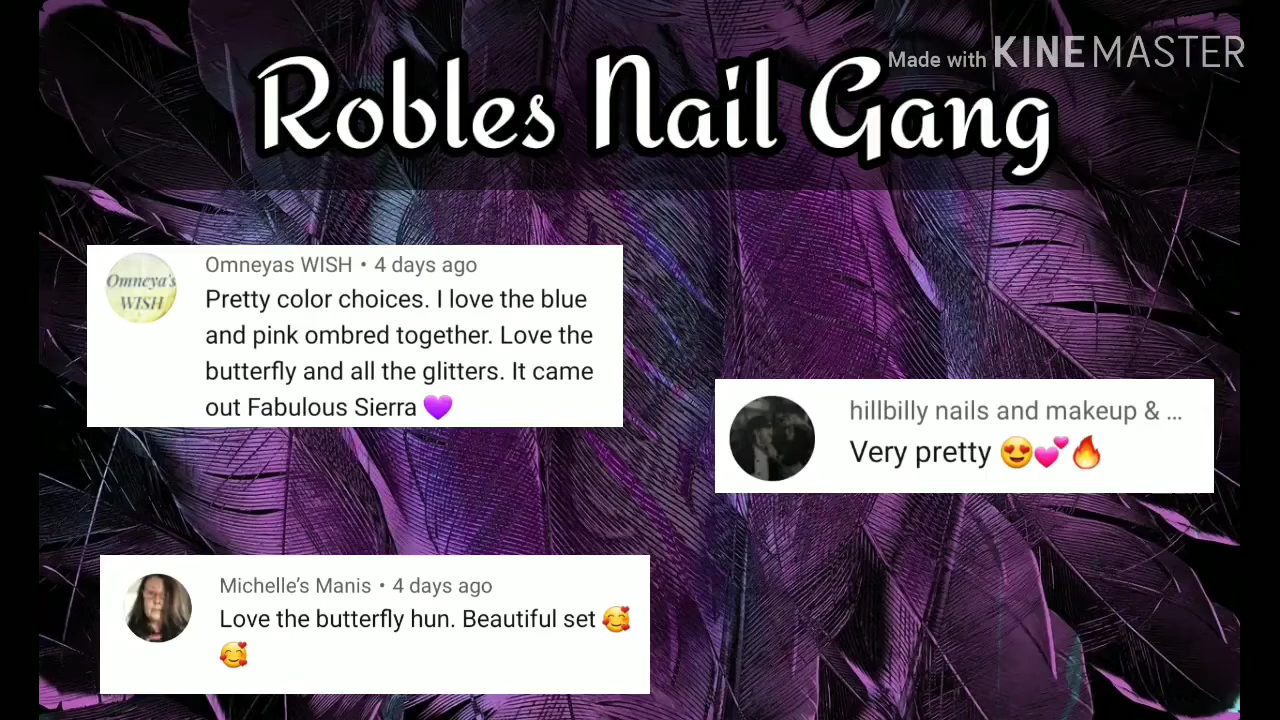 Made with KINEMASTER
Robles Nail Gang
Omneya's
WISH
Omneyas WISH • 4 days ago
Pretty color choices. I love the blue
and pink ombred together. Love the
butterfly and all the glitters. It came
out Fabulous Sierra 💜
hillbilly nails and makeup & ...
Very pretty 😍💕🔥
Michelle’s Manis • 4 days ago
Love the butterfly hun. Beautiful set 🥰
🥰